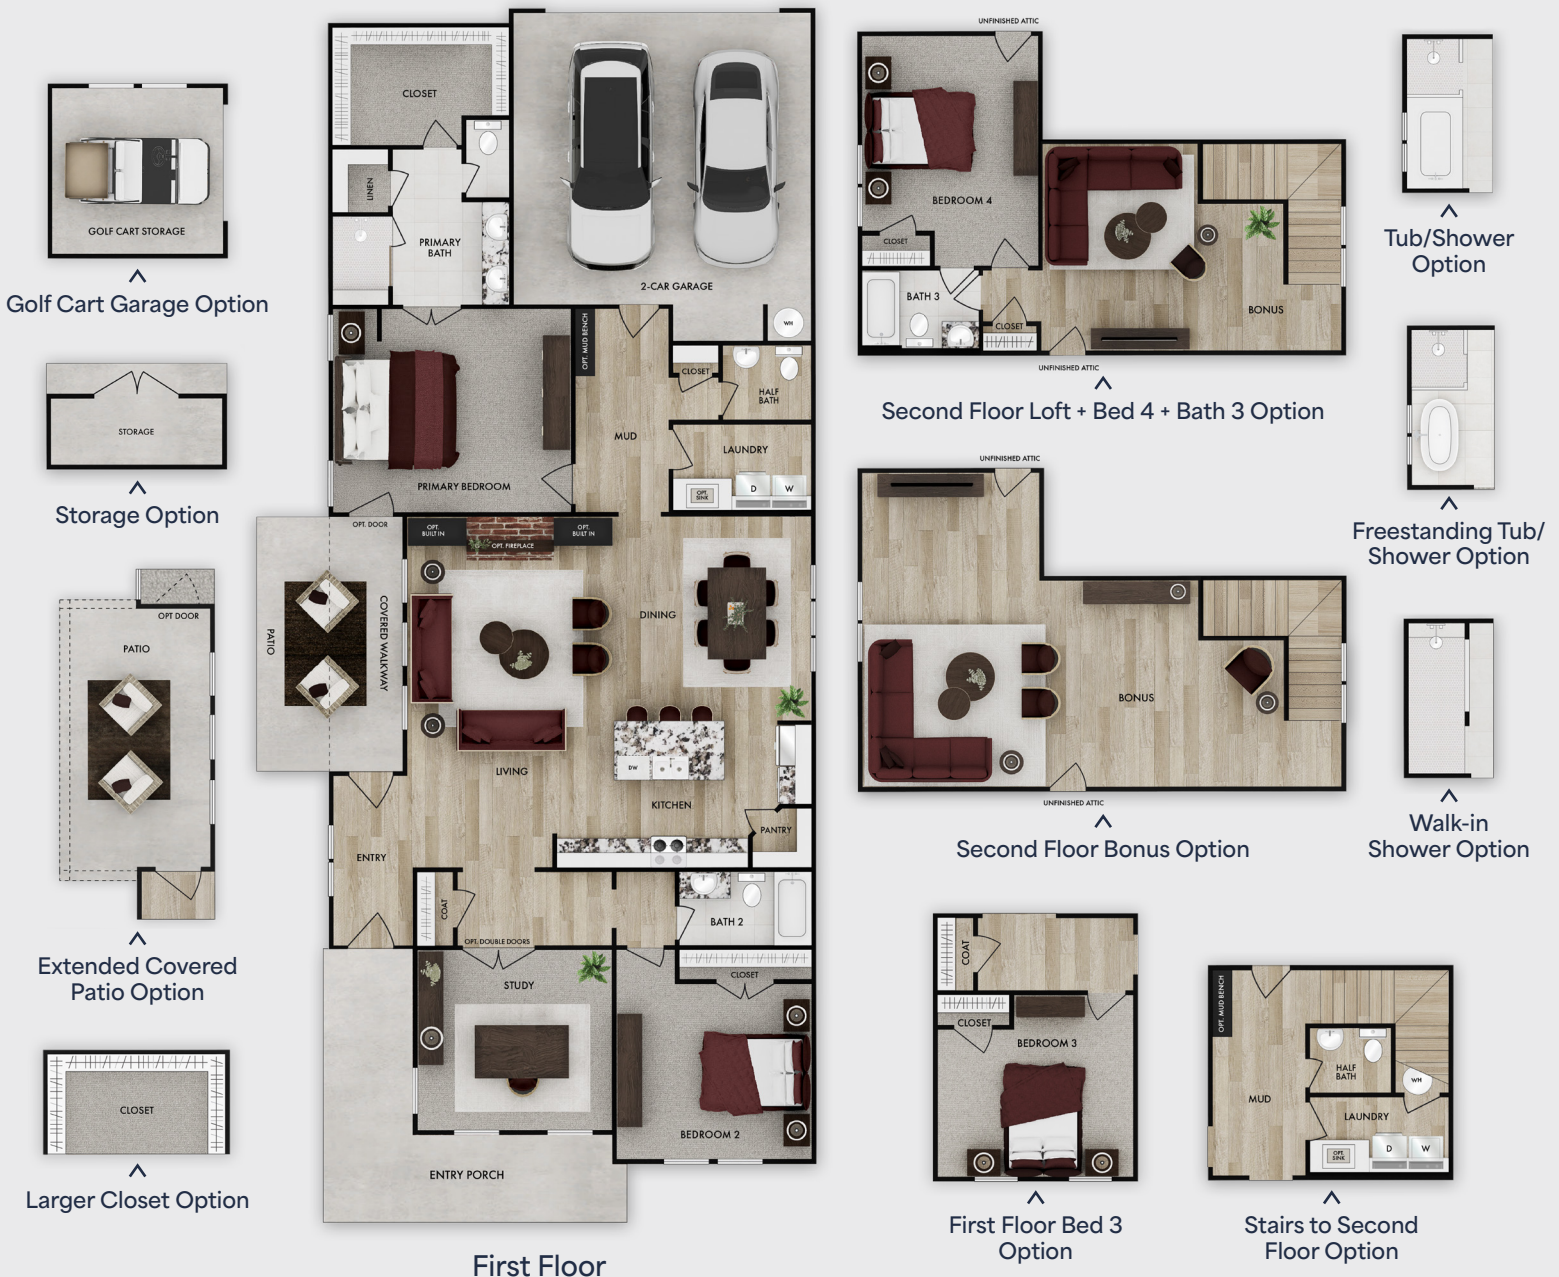 GOLF CART STORAGE
Golf Cart Garage Option
STORAGE
Storage Option
OPT DOOR
PATIO
Extended Covered
Patio Option
CLOSET
Larger Closet Option
CLOSET
LINEN
PRIMARY
BATH
2-CAR GARAGE
WH
OPT. MUD BENCH
CLOSET
HALF
BATH
MUD
LAUNDRY
OPT.
SINK
D
W
PRIMARY BEDROOM
OPT. DOOR
OPT.
BUILT IN
OPT. FIREPLACE
OPT.
BUILT IN
PATIO
COVERED WALKWAY
DINING
LIVING
DW
KITCHEN
PANTRY
ENTRY
COAT
BATH 2
OPT. DOUBLE DOORS
STUDY
CLOSET
BEDROOM 2
ENTRY PORCH
First Floor
UNFINISHED ATTIC
BEDROOM 4
CLOSET
BATH 3
CLOSET
BONUS
UNFINISHED ATTIC
Second Floor Loft + Bed 4 + Bath 3 Option
UNFINISHED ATTIC
BONUS
UNFINISHED ATTIC
Second Floor Bonus Option
COAT
CLOSET
BEDROOM 3
First Floor Bed 3
Option
OPT. MUD BENCH
HALF
BATH
WH
MUD
LAUNDRY
OPT.
SINK
D
W
Stairs to Second
Floor Option
Tub/Shower
Option
Freestanding Tub/
Shower Option
Walk-in
Shower Option